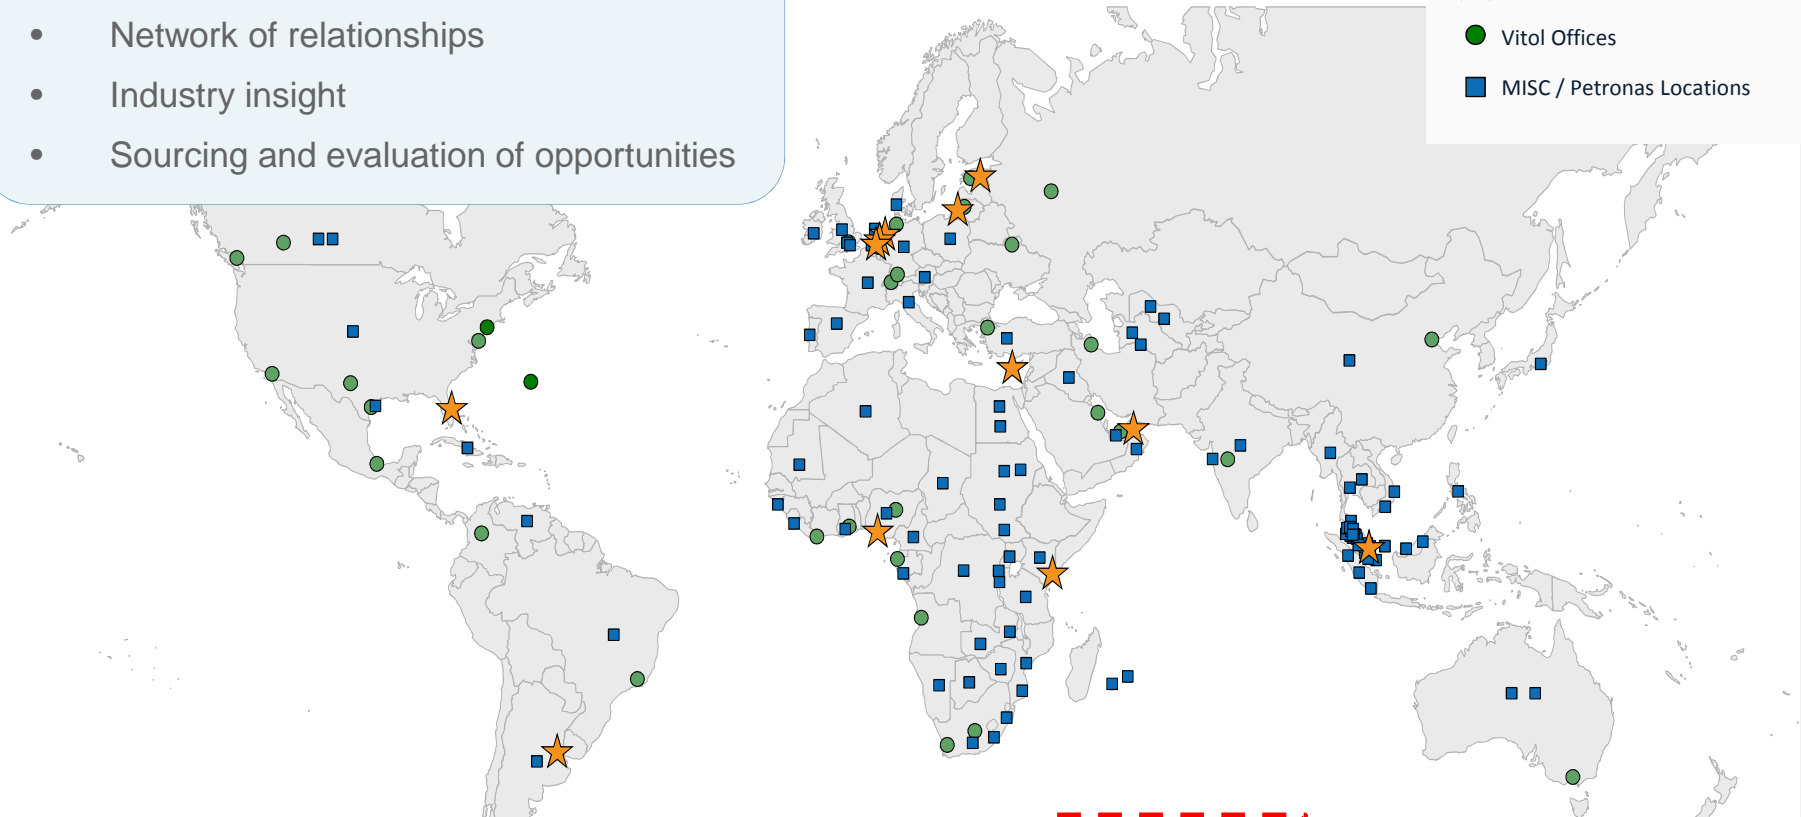 • Network of relationships
• Industry insight
• Sourcing and evaluation of opportunities
Vitol Offices
MISC / Petronas Locations